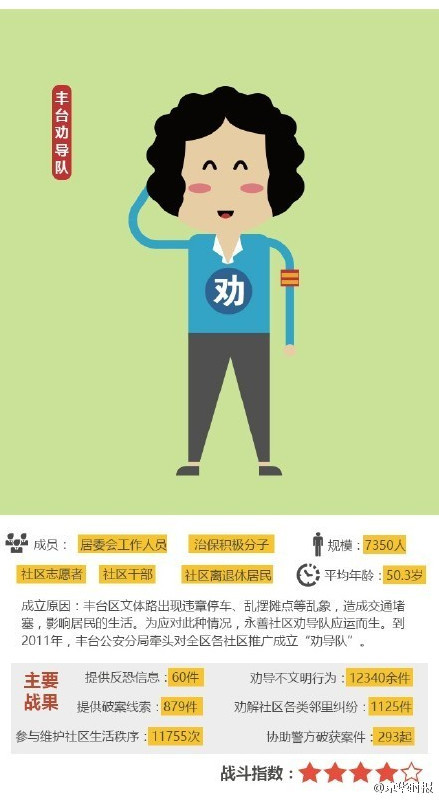 丰台劝导队
劝
成员： 居委会工作人员 治保积极分子 规模：7350人
社区志愿者 社区干部 社区离退休居民 平均年龄：50.3岁
成立原因：丰台区文体路出现违章停车、乱摆摊点等乱象，造成交通堵
塞，影响居民的生活。为应对此种情况，永善社区劝导队应运而生。到
2011年，丰台公安分局牵头对全区各社区推广成立“劝导队”。
主要
战果
提供反恐信息：60件 劝导不文明行为：12340余件
提供破案线索：879件 劝解社区各类邻里纠纷：1125件
参与维护社区生活秩序：11755次 协助警方破获案件：293起
战斗指数：
@京华时报